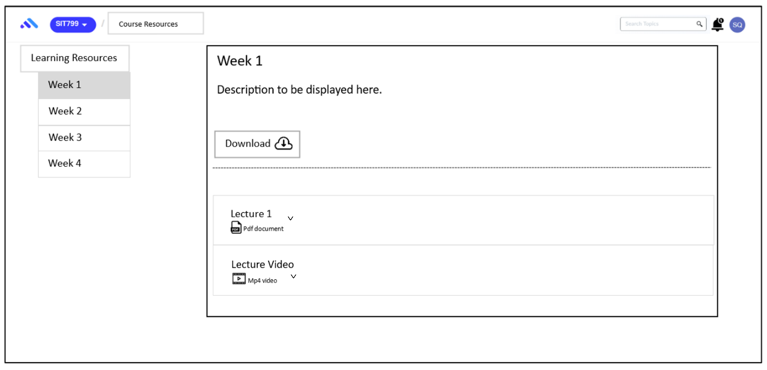 SIT799 / Course Resources
Search Topics
SQ
Learning Resources
Week 1
Week 2
Week 3
Week 4
Week 1
Description to be displayed here.
Download
Lecture 1
Pdf document
Lecture Video
Mp4 video